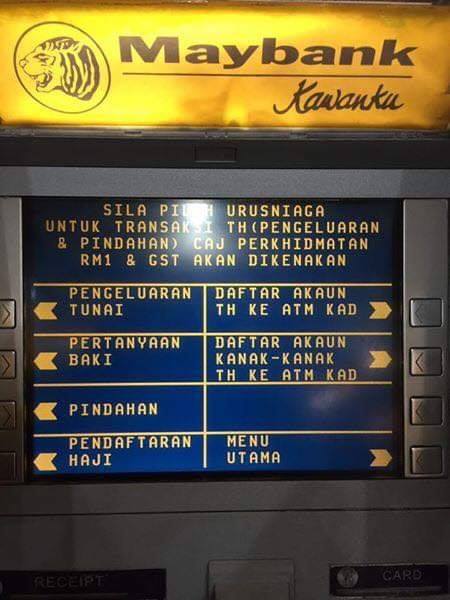 Maybank
Kawanku
SILA PILIH URUSNIAGA
UNTUK TRANSAKSI TH(PENGELUARAN
& PINDAHAN) CAJ PERKHIDMATAN
RM1 & GST AKAN DIKENAKAN
PENGELUARAN
TUNAI
DAFTAR AKAUN
TH KE ATM KAD
PERTANYAAN
BAKI
DAFTAR AKAUN
KANAK-KANAK
TH KE ATM KAD
PINDAHAN
PENDAFTARAN
HAJI
MENU
UTAMA
RECEIPT
CARD